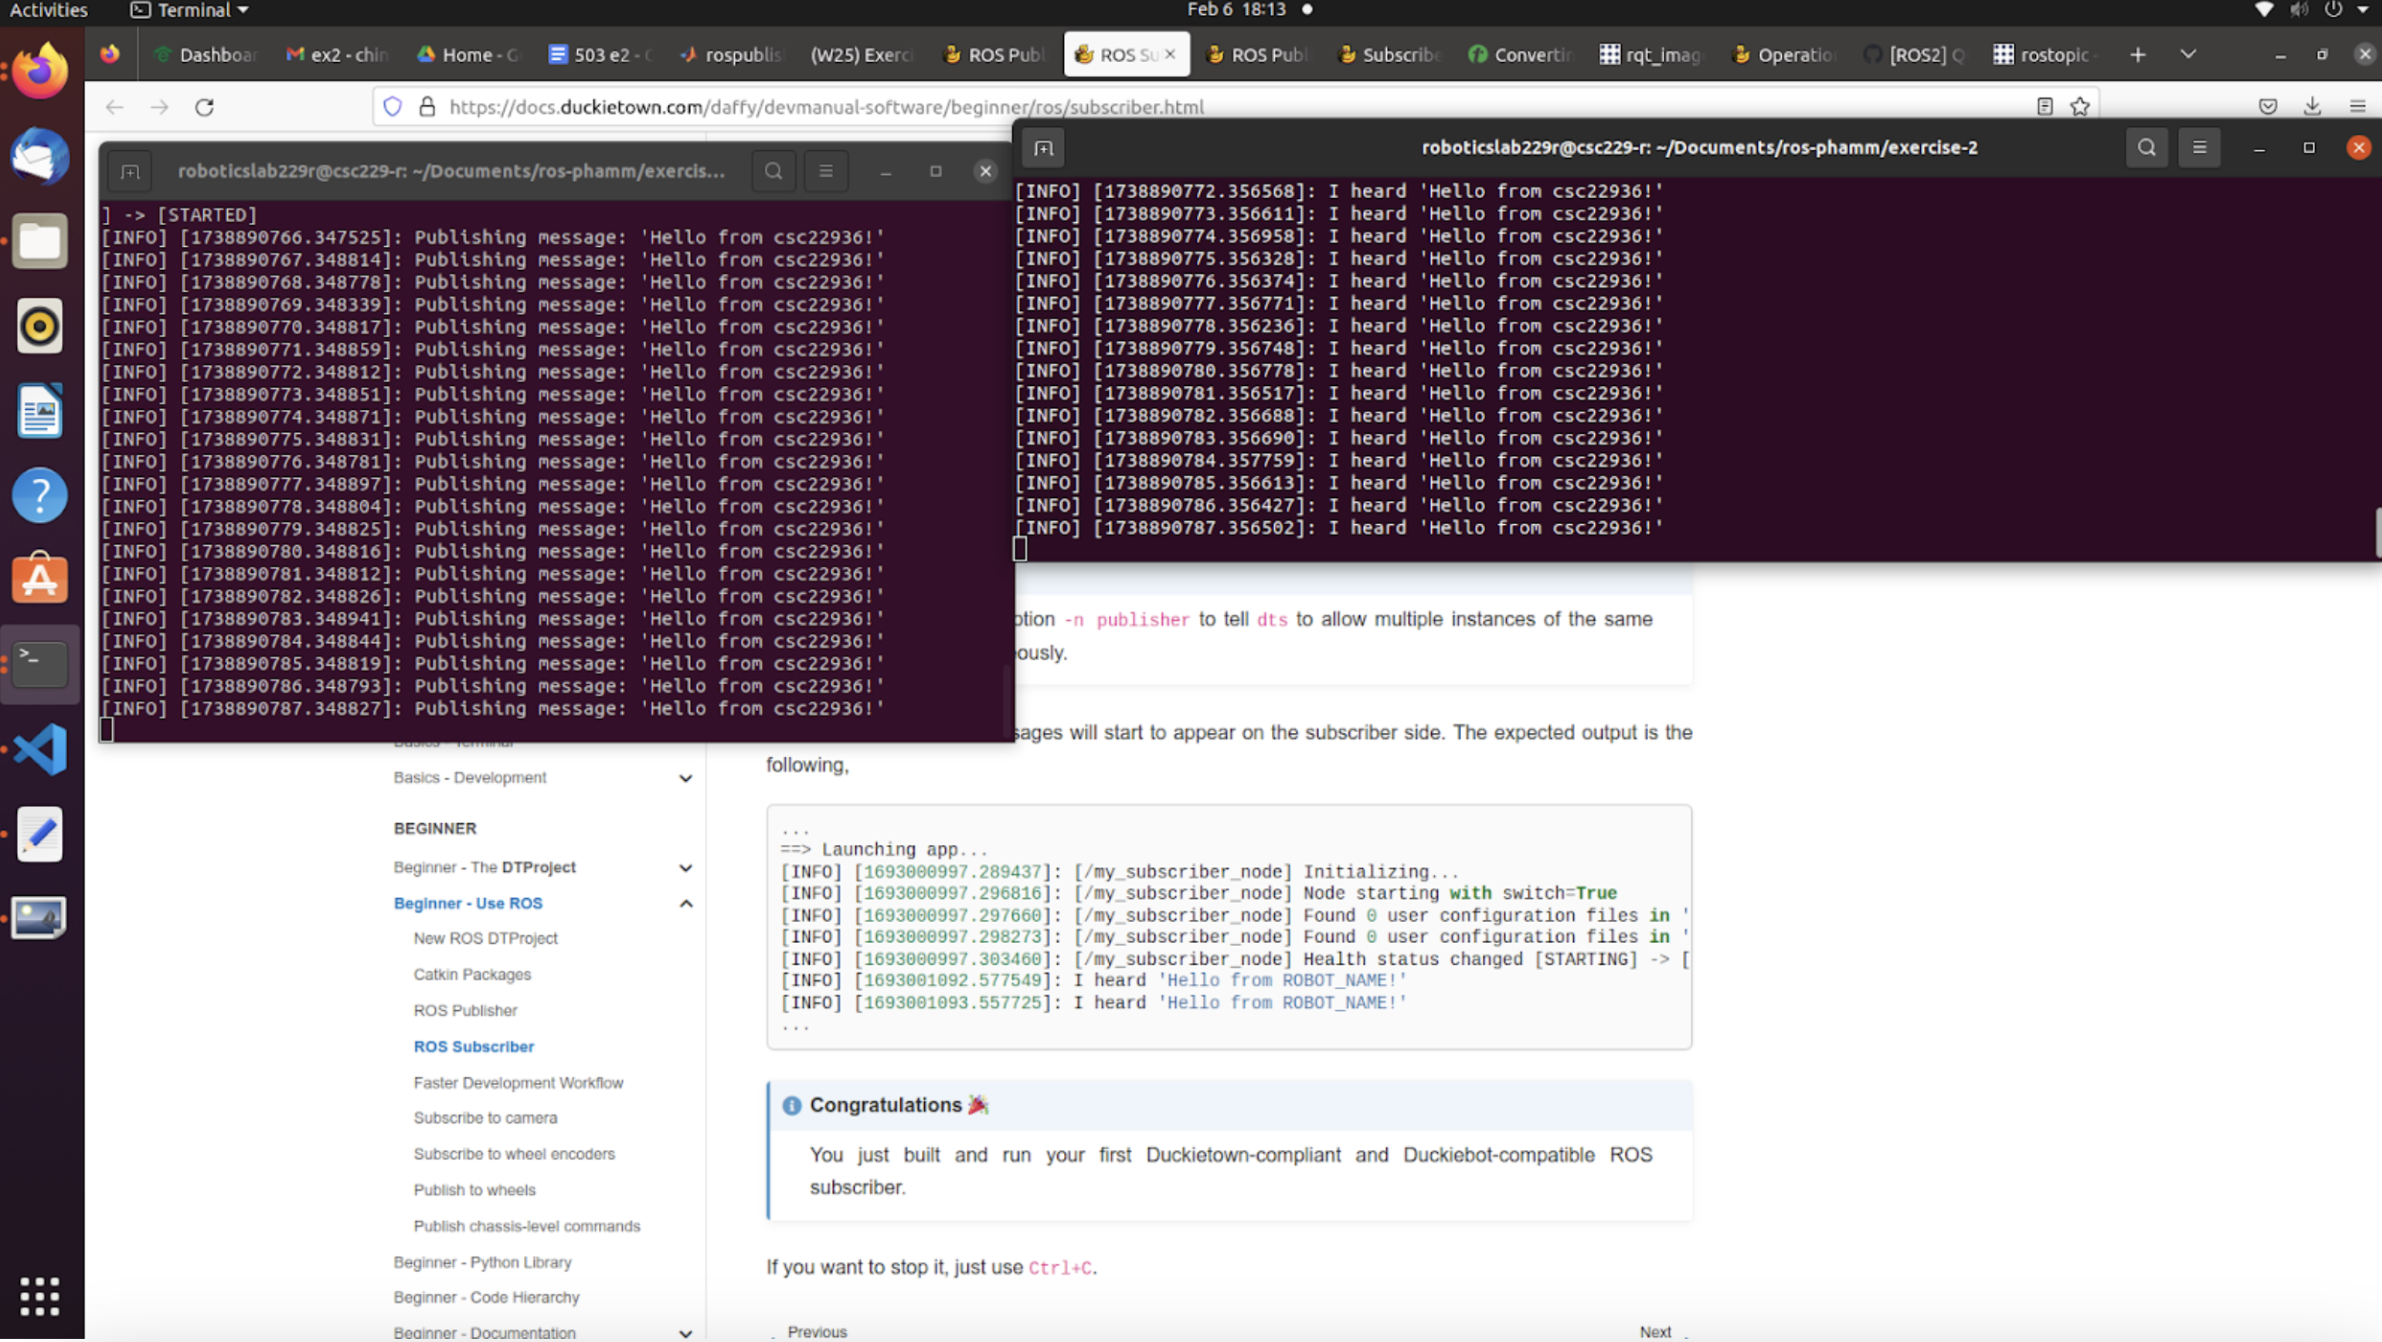 Activities
Terminal
Feb 6 18:13
Dashboar
ex2 - chin
Home - G
503 e2 - C
rospublis
(W25) Exerci
ROS Publ
ROS Su
ROS Publ
Subscribe
Convertin
rqt_imag
Operatio
[ROS2] Q
rostopic -
https://docs.duckietown.com/daffy/devmanual-software/beginner/ros/subscriber.html
roboticslab229r@csc229-r: ~/Documents/ros-phamm/exercis...
] -> [STARTED]
[INFO] [1738890766.347525]: Publishing message: 'Hello from csc22936!'
[INFO] [1738890767.348814]: Publishing message: 'Hello from csc22936!'
[INFO] [1738890768.348778]: Publishing message: 'Hello from csc22936!'
[INFO] [1738890769.348339]: Publishing message: 'Hello from csc22936!'
[INFO] [1738890770.348817]: Publishing message: 'Hello from csc22936!'
[INFO] [1738890771.348859]: Publishing message: 'Hello from csc22936!'
[INFO] [1738890772.348812]: Publishing message: 'Hello from csc22936!'
[INFO] [1738890773.348851]: Publishing message: 'Hello from csc22936!'
[INFO] [1738890774.348871]: Publishing message: 'Hello from csc22936!'
[INFO] [1738890775.348831]: Publishing message: 'Hello from csc22936!'
[INFO] [1738890776.348781]: Publishing message: 'Hello from csc22936!'
[INFO] [1738890777.348897]: Publishing message: 'Hello from csc22936!'
[INFO] [1738890778.348804]: Publishing message: 'Hello from csc22936!'
[INFO] [1738890779.348825]: Publishing message: 'Hello from csc22936!'
[INFO] [1738890780.348816]: Publishing message: 'Hello from csc22936!'
[INFO] [1738890781.348812]: Publishing message: 'Hello from csc22936!'
[INFO] [1738890782.348826]: Publishing message: 'Hello from csc22936!'
[INFO] [1738890783.348941]: Publishing message: 'Hello from csc22936!'
[INFO] [1738890784.348844]: Publishing message: 'Hello from csc22936!'
[INFO] [1738890785.348819]: Publishing message: 'Hello from csc22936!'
[INFO] [1738890786.348793]: Publishing message: 'Hello from csc22936!'
[INFO] [1738890787.348827]: Publishing message: 'Hello from csc22936!'
roboticslab229r@csc229-r: ~/Documents/ros-phamm/exercise-2
[INFO] [1738890772.356568]: I heard 'Hello from csc22936!'
[INFO] [1738890773.356611]: I heard 'Hello from csc22936!'
[INFO] [1738890774.356958]: I heard 'Hello from csc22936!'
[INFO] [1738890775.356328]: I heard 'Hello from csc22936!'
[INFO] [1738890776.356374]: I heard 'Hello from csc22936!'
[INFO] [1738890777.356771]: I heard 'Hello from csc22936!'
[INFO] [1738890778.356236]: I heard 'Hello from csc22936!'
[INFO] [1738890779.356748]: I heard 'Hello from csc22936!'
[INFO] [1738890780.356778]: I heard 'Hello from csc22936!'
[INFO] [1738890781.356517]: I heard 'Hello from csc22936!'
[INFO] [1738890782.356688]: I heard 'Hello from csc22936!'
[INFO] [1738890783.356690]: I heard 'Hello from csc22936!'
[INFO] [1738890784.357759]: I heard 'Hello from csc22936!'
[INFO] [1738890785.356613]: I heard 'Hello from csc22936!'
[INFO] [1738890786.356427]: I heard 'Hello from csc22936!'
[INFO] [1738890787.356502]: I heard 'Hello from csc22936!'
Basics - Terminal
Basics - Development
BEGINNER
Beginner - The DTProject
Beginner - Use ROS
New ROS DTProject
Catkin Packages
ROS Publisher
ROS Subscriber
Faster Development Workflow
Subscribe to camera
Subscribe to wheel encoders
Publish to wheels
Publish chassis-level commands
Beginner - Python Library
Beginner - Code Hierarchy
Beginner - Documentation
ption -n publisher to tell dts to allow multiple instances of the same
ously.
sages will start to appear on the subscriber side. The expected output is the
following,
...
==> Launching app...
[INFO] [1693000997.289437]: [/my_subscriber_node] Initializing...
[INFO] [1693000997.296816]: [/my_subscriber_node] Node starting with switch=True
[INFO] [1693000997.297660]: [/my_subscriber_node] Found 0 user configuration files in '
[INFO] [1693000997.298273]: [/my_subscriber_node] Found 0 user configuration files in '
[INFO] [1693000997.303460]: [/my_subscriber_node] Health status changed [STARTING] -> [
[INFO] [1693001092.577549]: I heard 'Hello from ROBOT_NAME!'
[INFO] [1693001093.557725]: I heard 'Hello from ROBOT_NAME!'
...
Congratulations
You just built and run your first Duckietown-compliant and Duckiebot-compatible ROS
subscriber.
If you want to stop it, just use Ctrl+C.
Previous
Next